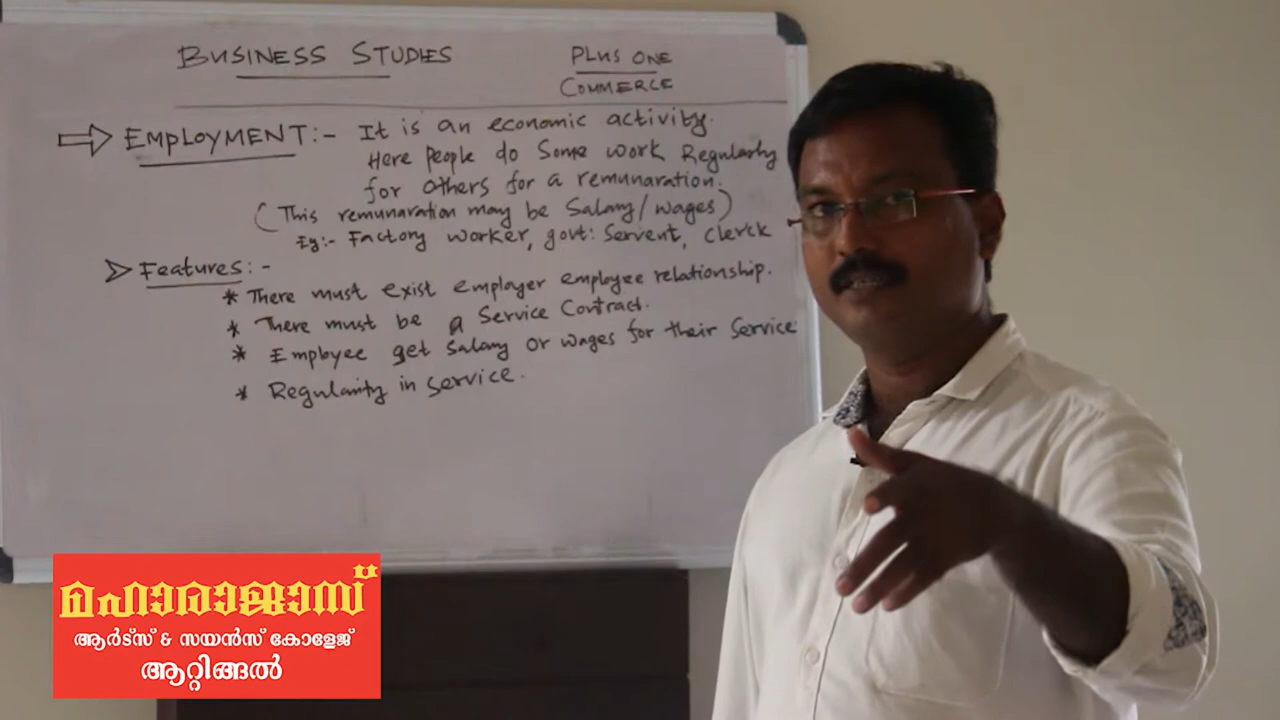 BUSINESS STUDIES
PLUS ONE
COMMERCE
EMPLOYMENT:- It is an economic activity.
Here people do some work Regularly
for others for a remunaration.
(This remunaration may be Salary/wages)
Eg:- Factory worker, govt: Servent, clerck
Features:-
* There must exist employer employee relationship.
* There must be a Service Contract.
* Employee get salary or wages for their service
* Regularity in service.
മഹാരാജാസ്
ആർട്സ് & സയൻസ് കോളേജ്
ആറ്റിങ്ങൽ